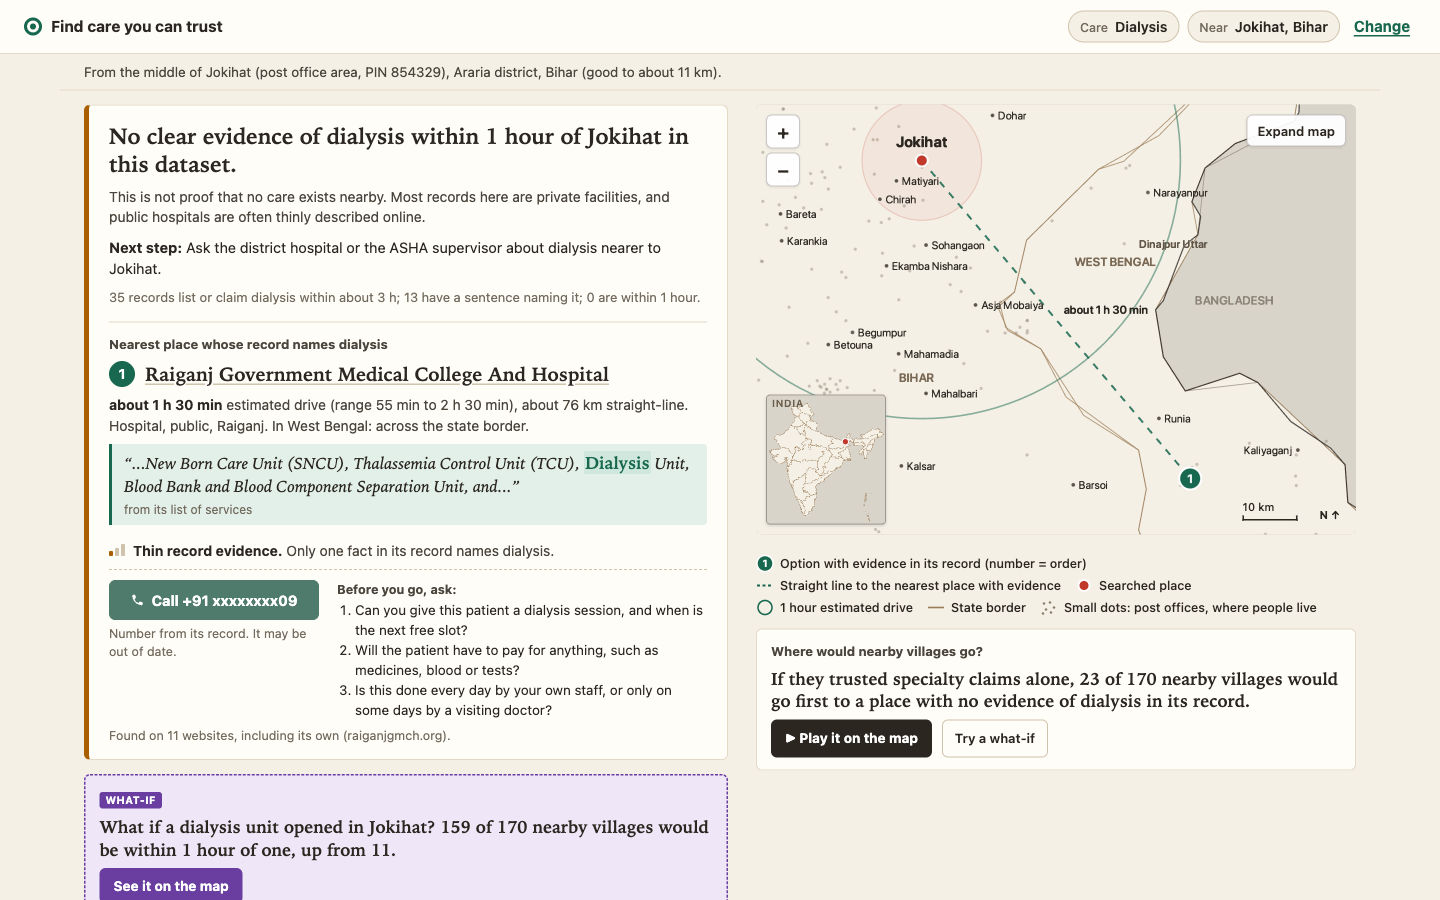 Find care you can trust
Care Dialysis
Near Jokihat, Bihar
Change
From the middle of Jokihat (post office area, PIN 854329), Araria district, Bihar (good to about 11 km).
No clear evidence of dialysis within 1 hour of Jokihat in
this dataset.
This is not proof that no care exists nearby. Most records here are private facilities, and
public hospitals are often thinly described online.
Next step: Ask the district hospital or the ASHA supervisor about dialysis nearer to
Jokihat.
35 records list or claim dialysis within about 3 h; 13 have a sentence naming it; 0 are within 1 hour.
Nearest place whose record names dialysis
1 Raiganj Government Medical College And Hospital
about 1 h 30 min estimated drive (range 55 min to 2 h 30 min), about 76 km straight-line.
Hospital, public, Raiganj. In West Bengal: across the state border.
“...New Born Care Unit (SNCU), Thalassemia Control Unit (TCU), Dialysis Unit,
Blood Bank and Blood Component Separation Unit, and...”
from its list of services
Thin record evidence. Only one fact in its record names dialysis.
Call +91 xxxxxxxx09
Number from its record. It may be
out of date.
Before you go, ask:
1. Can you give this patient a dialysis session, and when is
the next free slot?
2. Will the patient have to pay for anything, such as
medicines, blood or tests?
3. Is this done every day by your own staff, or only on
some days by a visiting doctor?
Found on 11 websites, including its own (raiganjgmch.org).
WHAT-IF
What if a dialysis unit opened in Jokihat? 159 of 170 nearby villages would
be within 1 hour of one, up from 11.
See it on the map
+
−
Expand map
Dohar
Jokihat
Matiyari
Chirah
Narayanpur
Bareta
Karankia
Sohangaon
Dinajpur Uttar
Ekamba Nishara
WEST BENGAL
BANGLADESH
Asja Mobaiya
about 1 h 30 min
Begumpur
Betouna
Mahamadia
BIHAR
Mahalbari
INDIA
Runia
Kaliyaganj
Kalsar
Barsoi
1
10 km
N ↑
1 Option with evidence in its record (number = order)
Straight line to the nearest place with evidence
Searched place
1 hour estimated drive
State border
Small dots: post offices, where people live
Where would nearby villages go?
If they trusted specialty claims alone, 23 of 170 nearby villages would
go first to a place with no evidence of dialysis in its record.
Play it on the map
Try a what-if